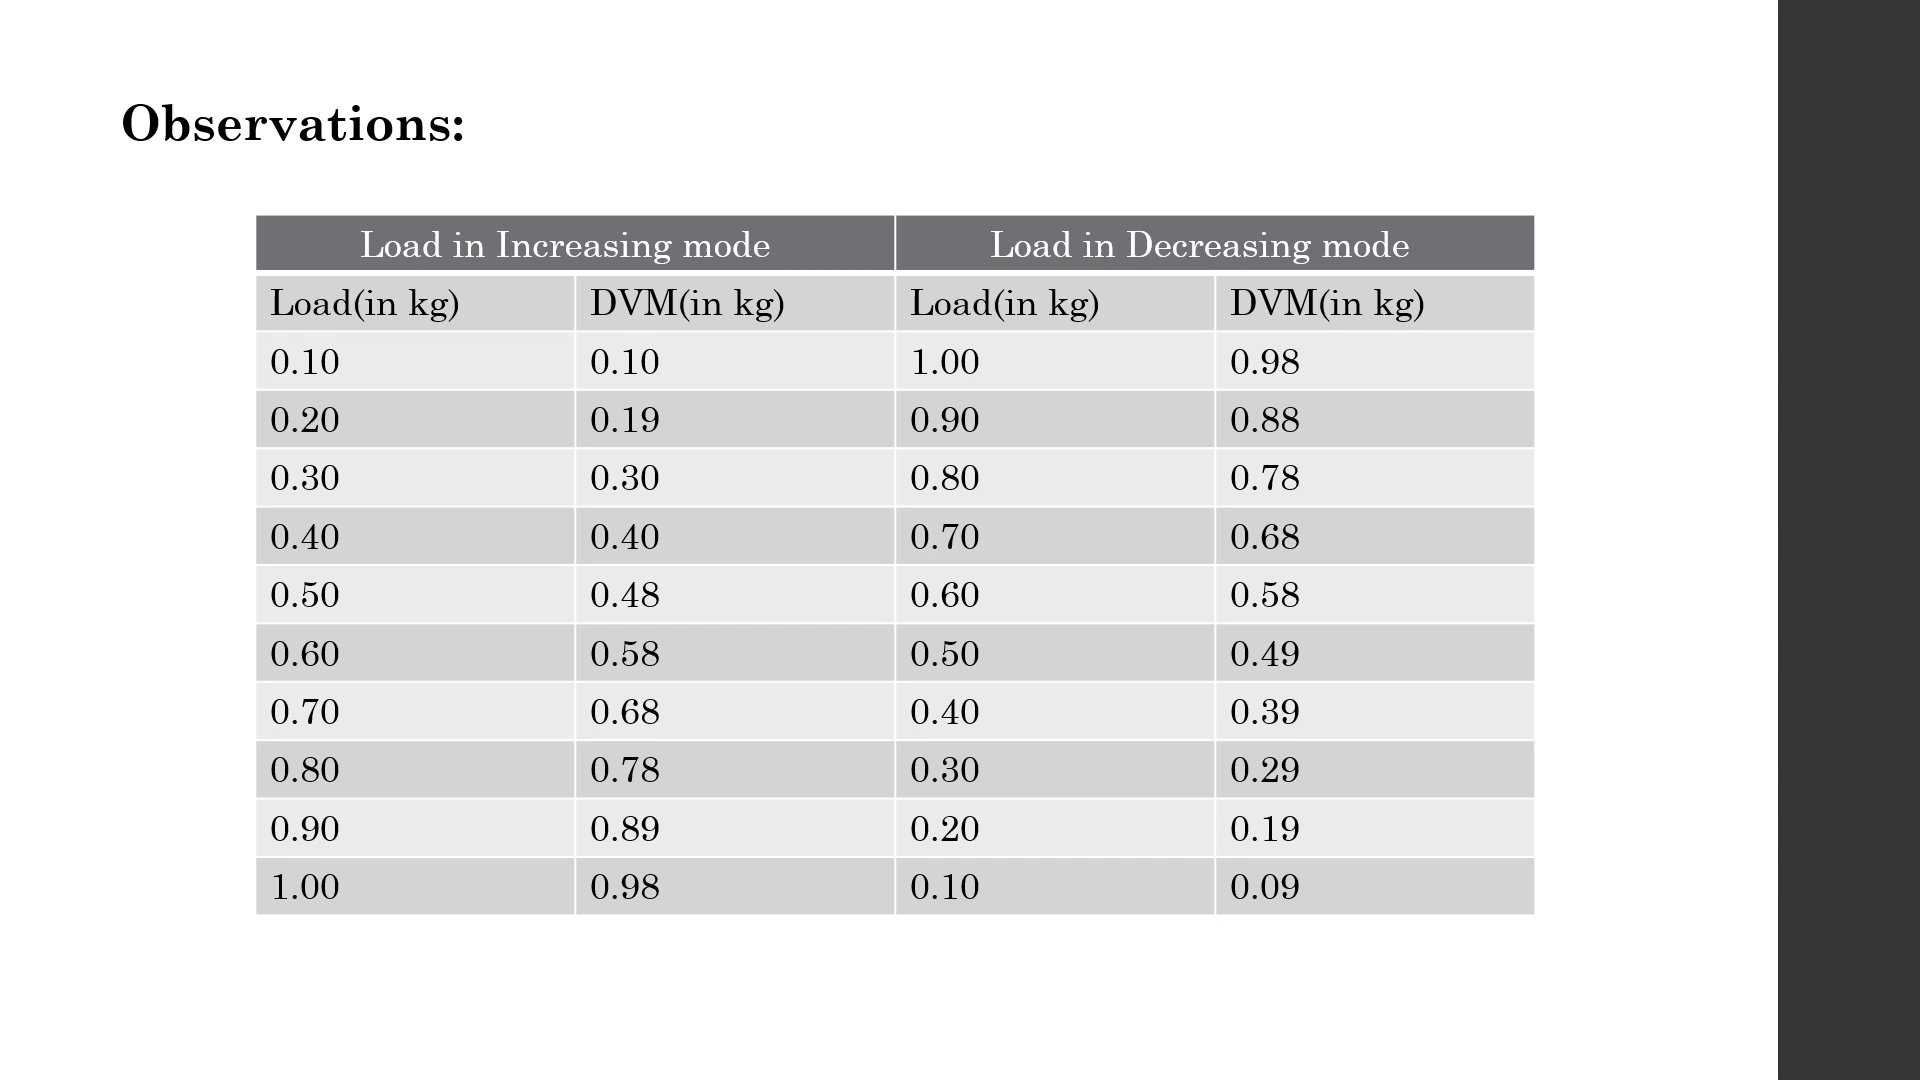 Observations:
Load in Increasing mode Load in Decreasing mode
Load(in kg) DVM(in kg) Load(in kg) DVM(in kg)
0.10 0.10 1.00 0.98
0.20 0.19 0.90 0.88
0.30 0.30 0.80 0.78
0.40 0.40 0.70 0.68
0.50 0.48 0.60 0.58
0.60 0.58 0.50 0.49
0.70 0.68 0.40 0.39
0.80 0.78 0.30 0.29
0.90 0.89 0.20 0.19
1.00 0.98 0.10 0.09